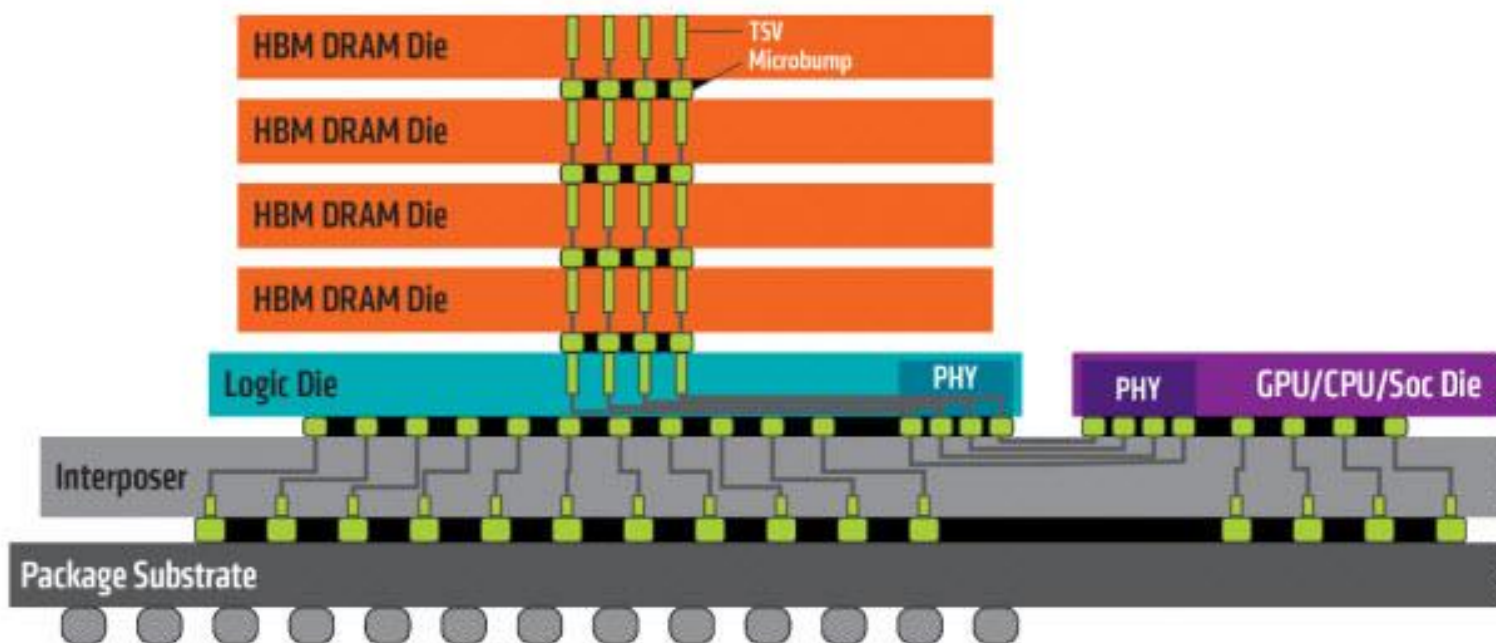 HBM DRAM Die
TSV
Microbump
HBM DRAM Die
HBM DRAM Die
HBM DRAM Die
Logic Die
PHY
PHY
GPU/CPU/Soc Die
Interposer
Package Substrate